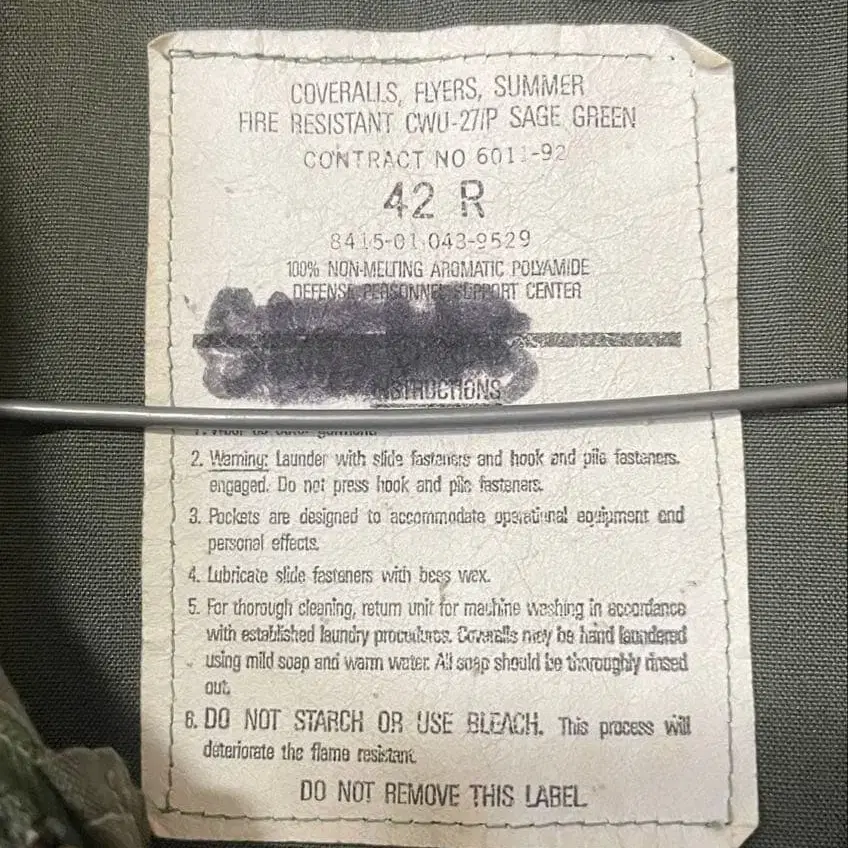 COVERALLS, FLYERS, SUMMER
FIRE RESISTANT CWU-27/P SAGE GREEN
CONTRACT NO 6011-92
42 R
8415-01 043-9529
100% NON-MELTING AROMATIC POLYAMIDE
DEFENSE PERSONNEL SUPPORT CENTER
INSTRUCTIONS
2. Warning: Launder with slide fasteners and hook and pile fasteners.
engaged. Do not press hook and pile fasteners.
3. Pockets are designed to accommodate operational equipment and
personal effects.
4. Lubricate slide fasteners with bees wax.
5. For thorough cleaning, return unit for machine washing in accordance
with established laundry procedures. Coveralls may be hand laundered
using mild soap and warm water. All soap should be thoroughly rinsed
out.
6. DO NOT STARCH OR USE BLEACH. This process will
deteriorate the flame resistant.
DO NOT REMOVE THIS LABEL